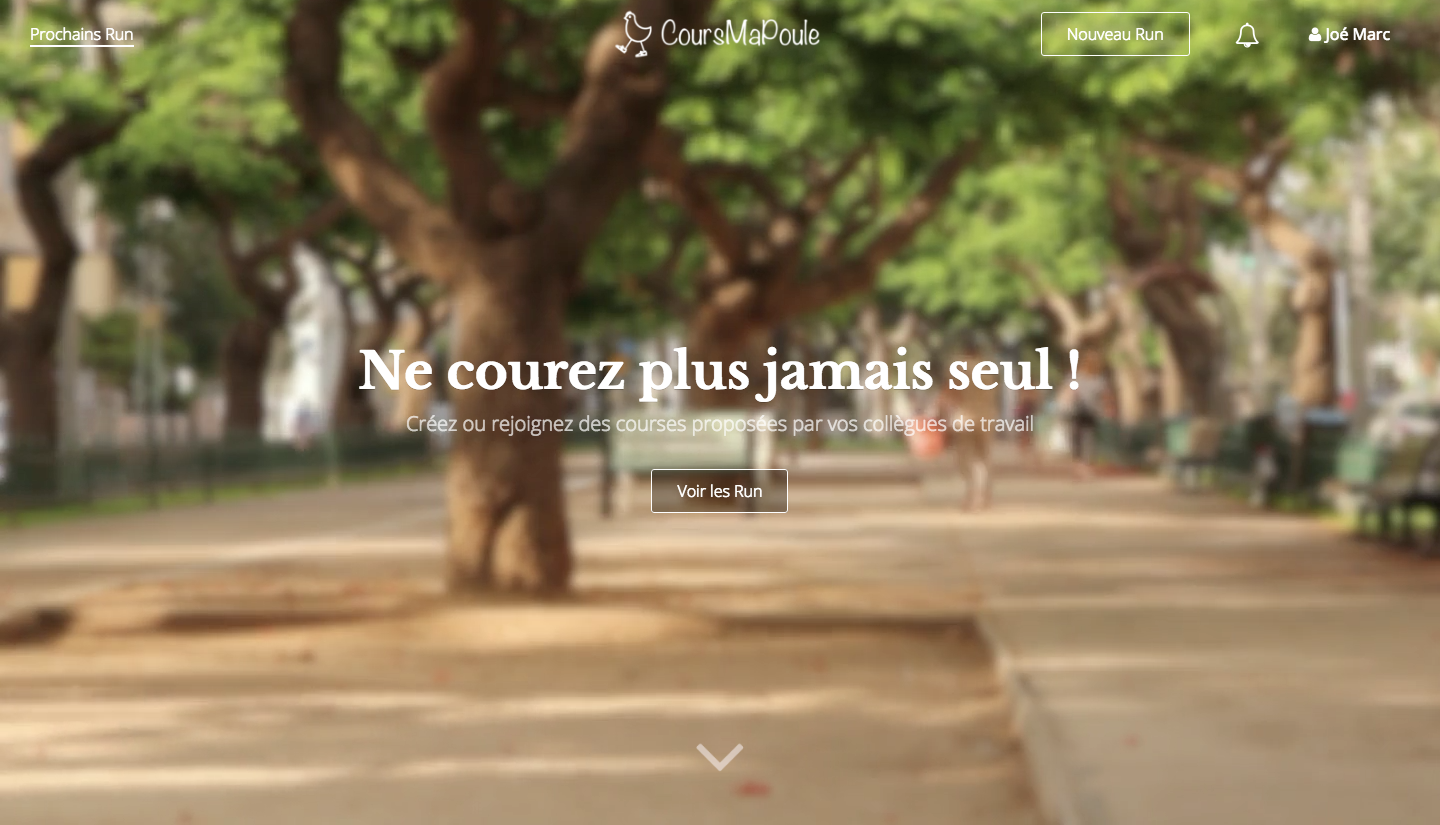 Prochains Run
CoursMaPoule
Nouveau Run
Joé Marc
Ne courez plus jamais seul !
Créez ou rejoignez des courses proposées par vos collègues de travail
Voir les Run